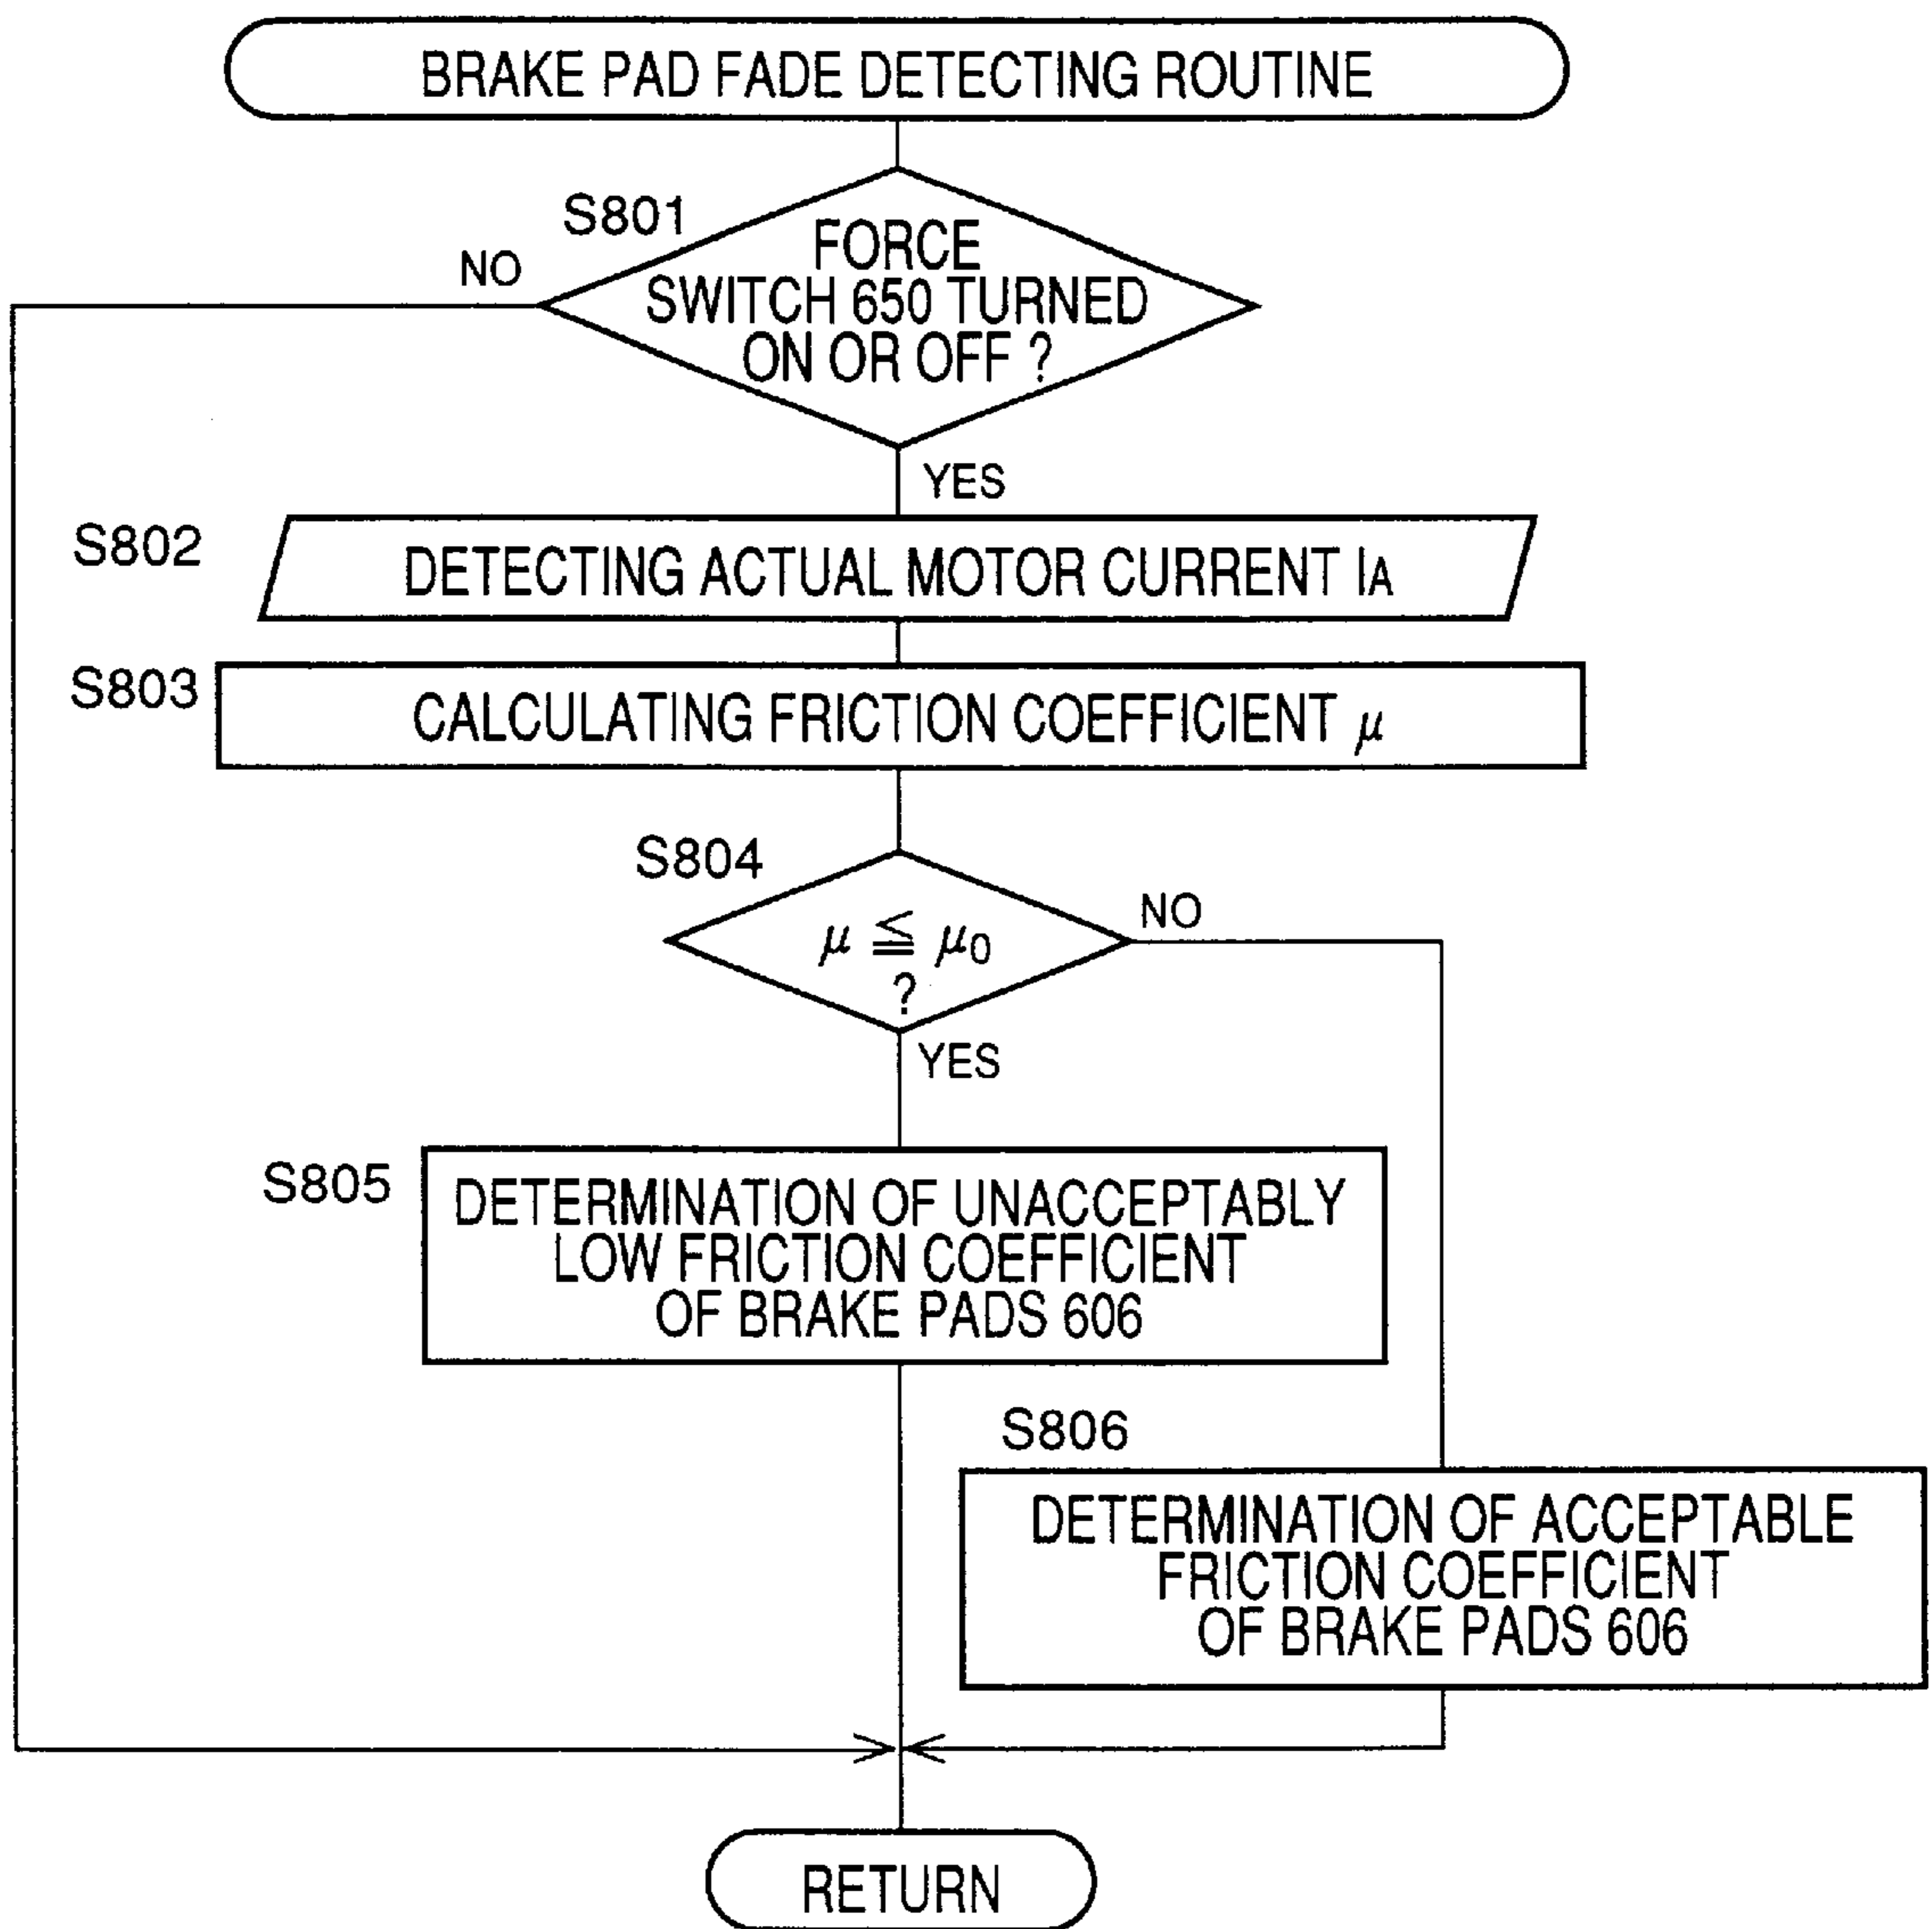 BRAKE PAD FADE DETECTING ROUTINE
S801
FORCE
SWITCH 650 TURNED
ON OR OFF ?
NO
YES
S802
DETECTING ACTUAL MOTOR CURRENT IA
S803
CALCULATING FRICTION COEFFICIENT μ
S804
μ ≦ μ0
?
NO
YES
S805
DETERMINATION OF UNACCEPTABLY
LOW FRICTION COEFFICIENT
OF BRAKE PADS 606
S806
DETERMINATION OF ACCEPTABLE
FRICTION COEFFICIENT
OF BRAKE PADS 606
RETURN